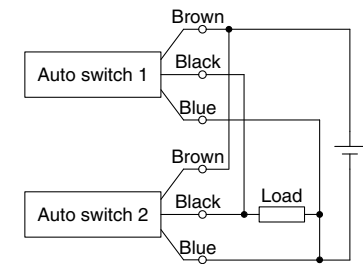 Brown
Auto switch 1
Black
Blue
Brown
Auto switch 2
Black
Load
Blue